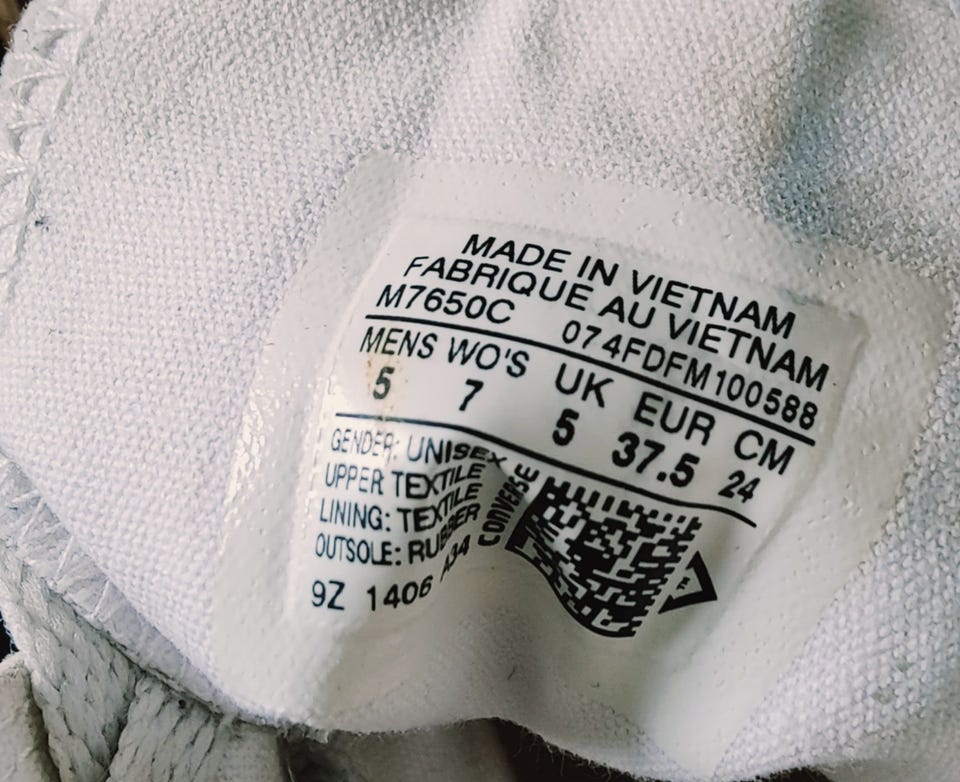 MADE IN VIETNAM
FABRIQUE AU VIETNAM
M7650C 074FDFM100588
MENS WO'S UK EUR CM
5 7 5 37.5 24
GENDER: UNISEX
UPPER TEXTILE
LINING: TEXTILE
OUTSOLE: RUBBER
9Z 1406 A34
CONVERSE
TM